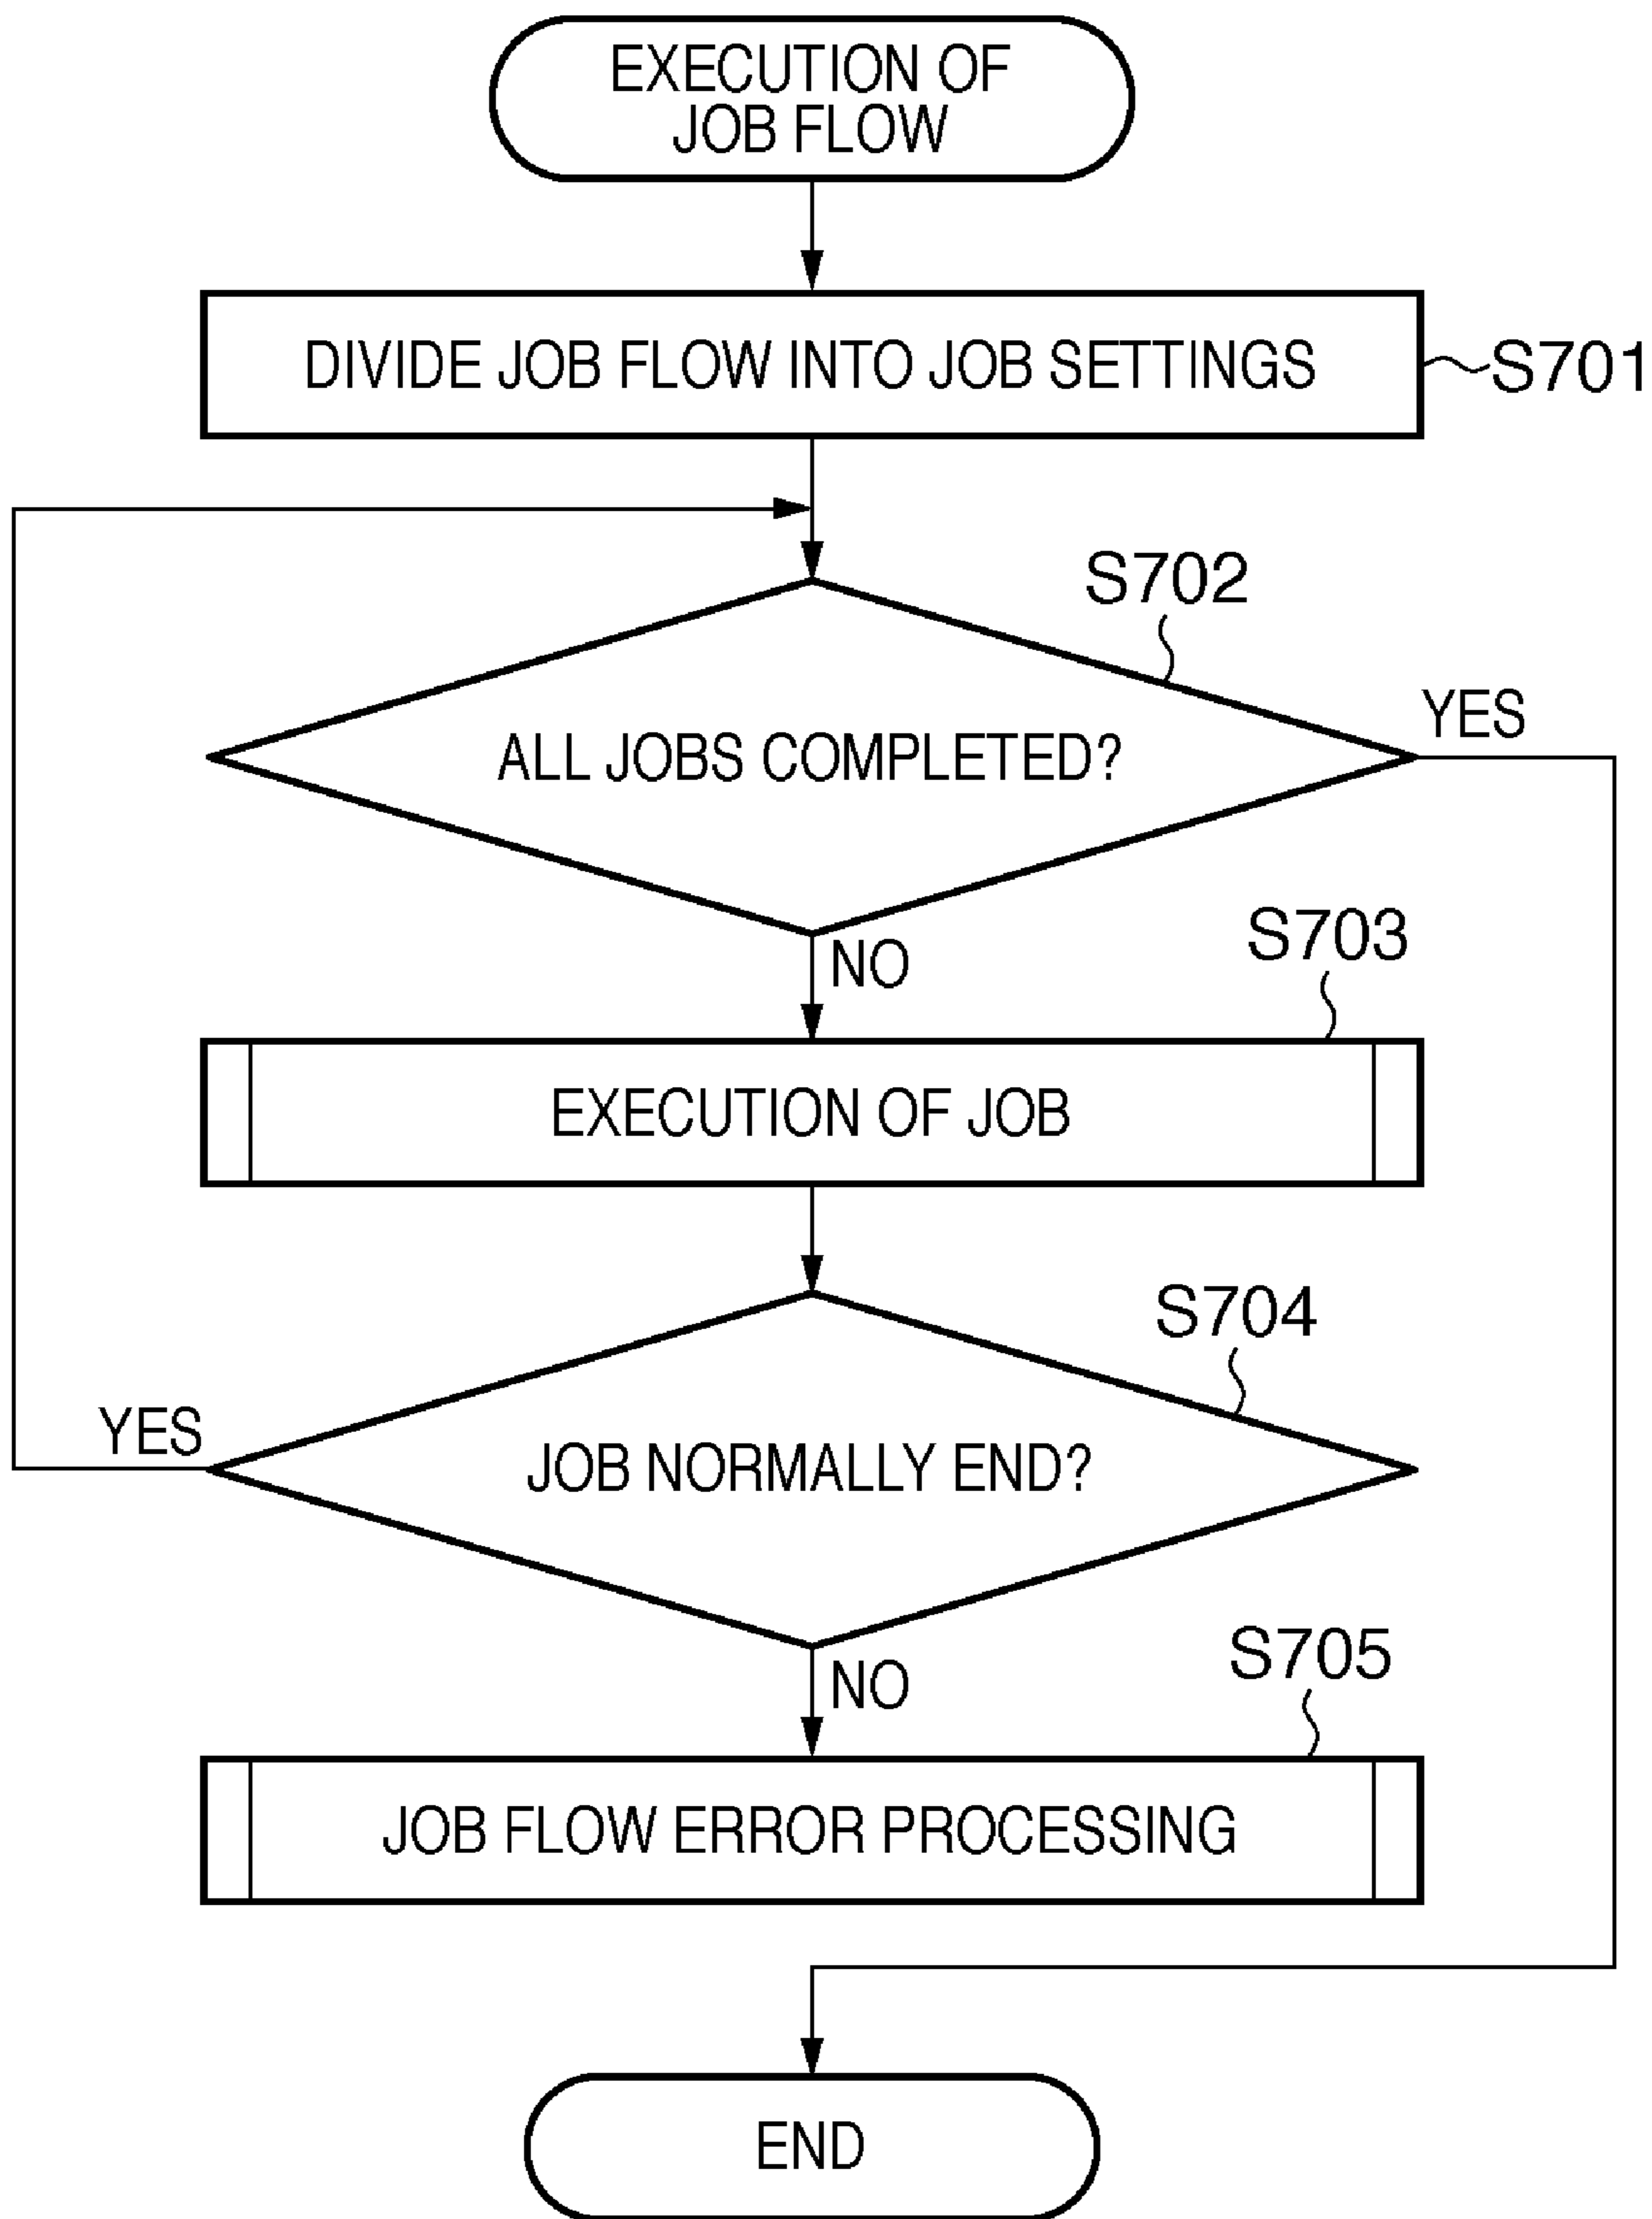 EXECUTION OF
JOB FLOW
DIVIDE JOB FLOW INTO JOB SETTINGS
S701
S702
YES
ALL JOBS COMPLETED?
NO
S703
EXECUTION OF JOB
S704
YES
JOB NORMALLY END?
NO
S705
JOB FLOW ERROR PROCESSING
END